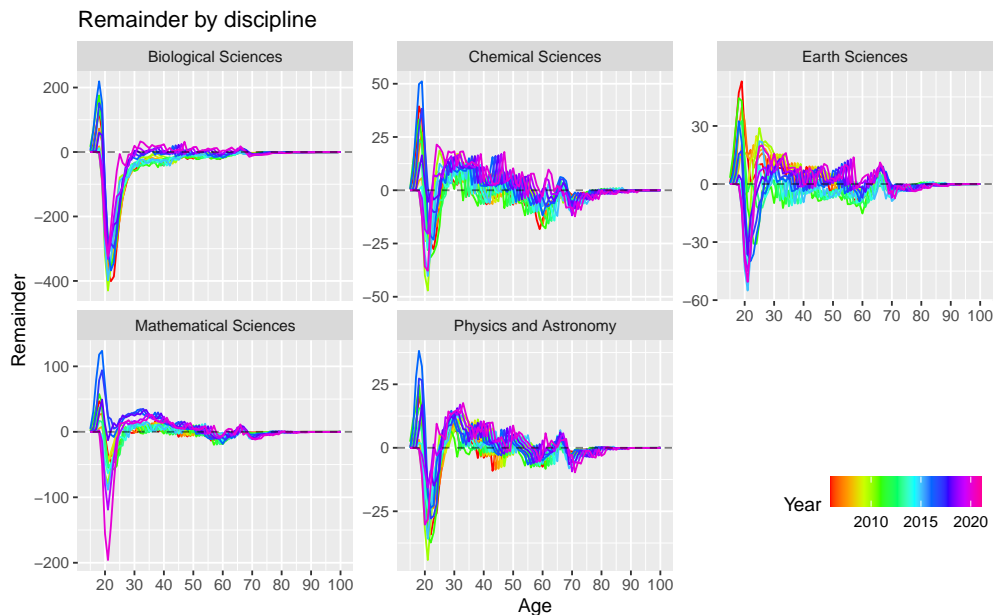 Remainder by discipline
Biological Sciences
Chemical Sciences
Earth Sciences
200
0
−200
−400
50
25
0
−25
−50
30
0
−30
−60
20 30 40 50 60 70 80 90 100
Mathematical Sciences
Physics and Astronomy
100
0
−100
−200
25
0
−25
20 30 40 50 60 70 80 90 100
20 30 40 50 60 70 80 90 100
Remainder
Age
Year
2010 2015 2020